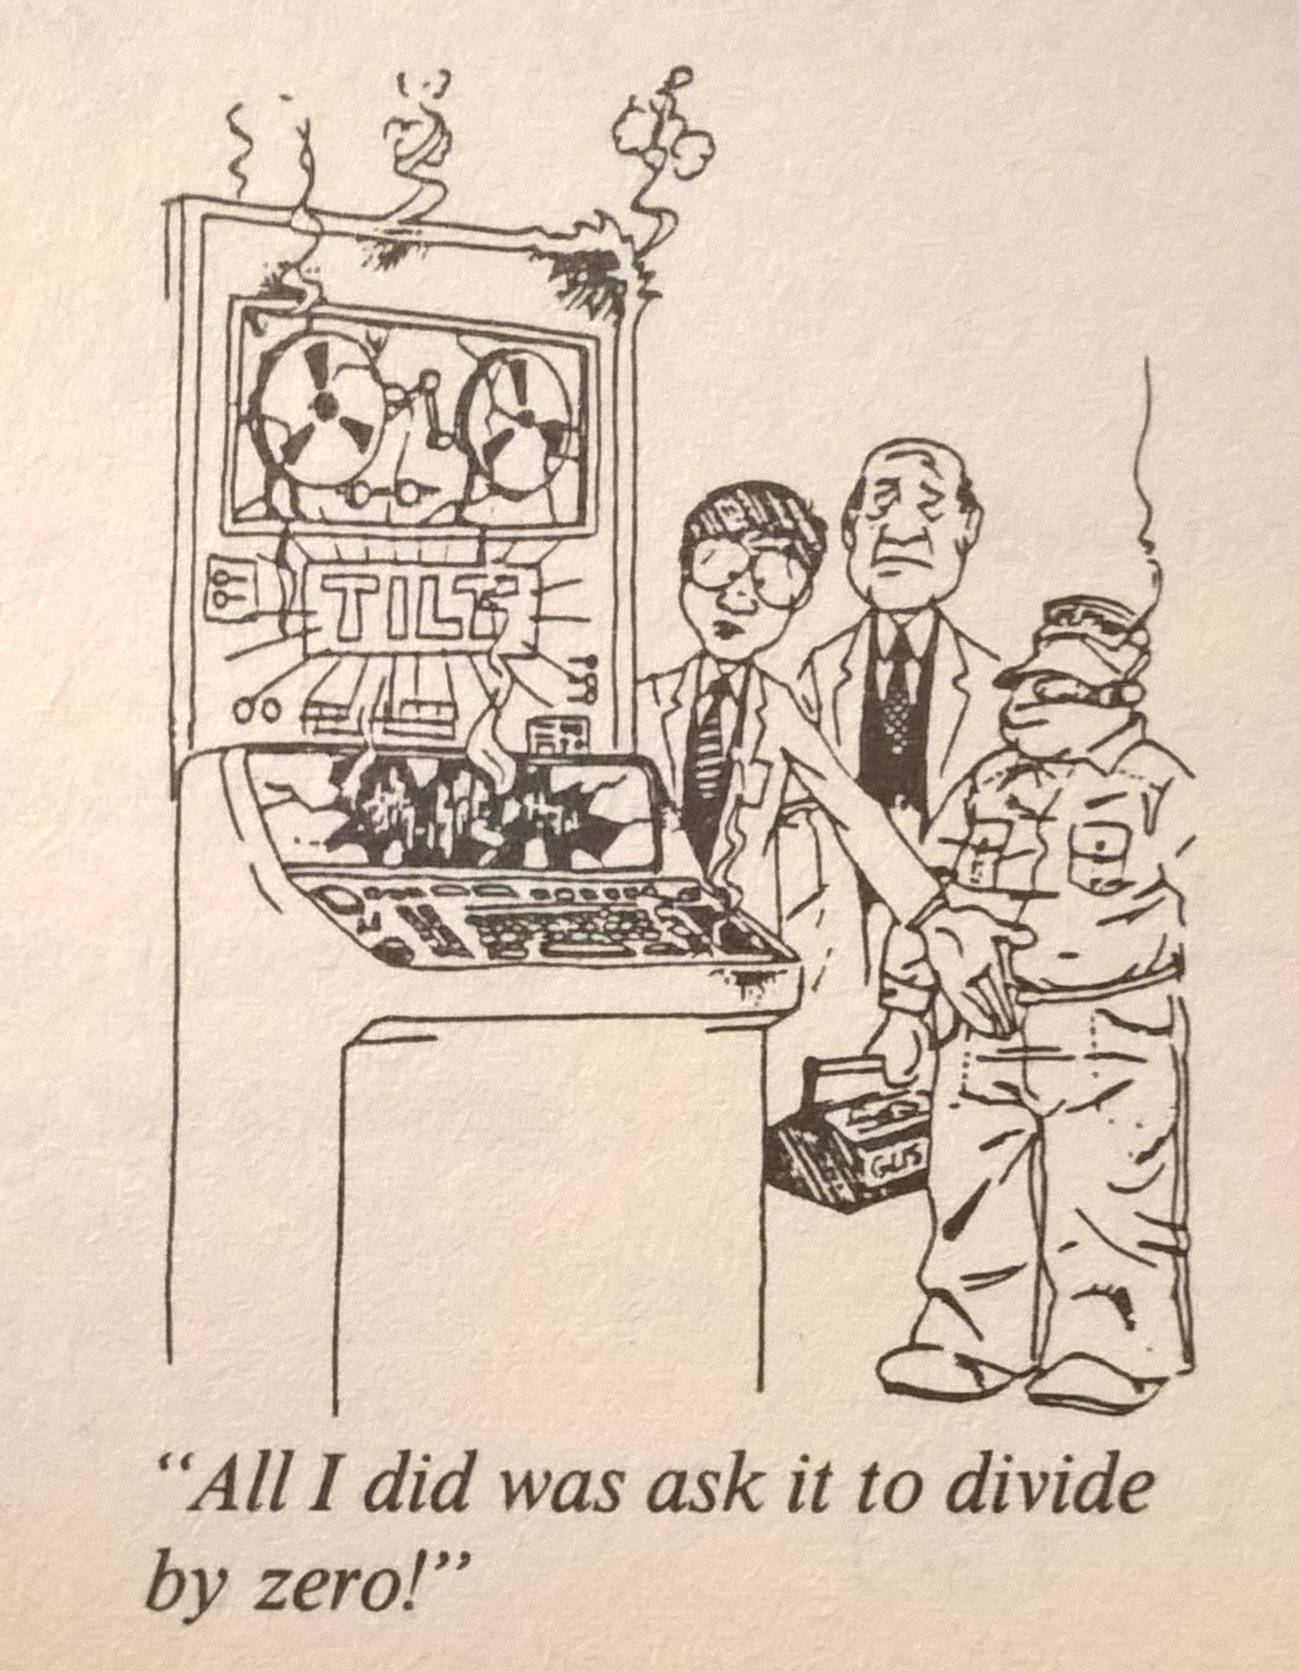 TILT
GUS
“All I did was ask it to divide
by zero!”